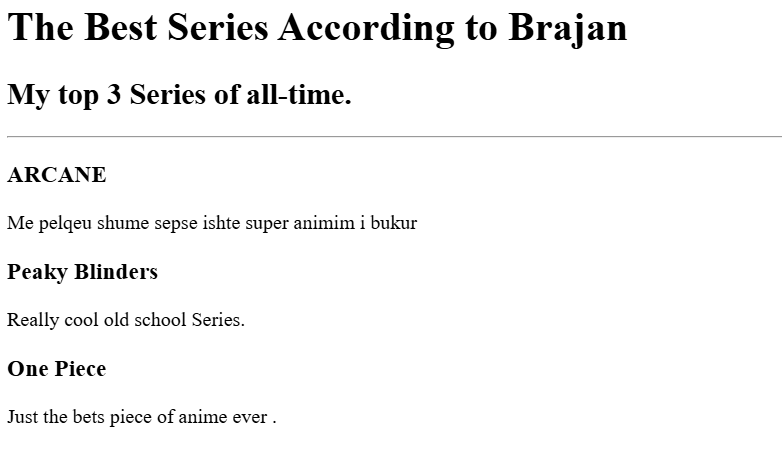 The Best Series According to Brajan
My top 3 Series of all-time.
ARCANE
Me pelqeu shume sepse ishte super animim i bukur
Peaky Blinders
Really cool old school Series.
One Piece
Just the bets piece of anime ever .